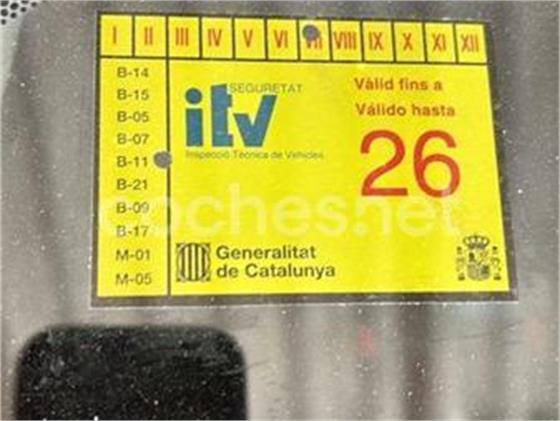 I II III IV V VI VII VIII IX X XI XII
B-14
B-15
B-05
B-07
B-11
B-21
B-09
B-17
M-01
M-05
SEGURETAT
itv
Inspecció Tècnica de Vehicles
Vàlid fins a
Válido hasta
26
coches.net
Generalitat
de Catalunya